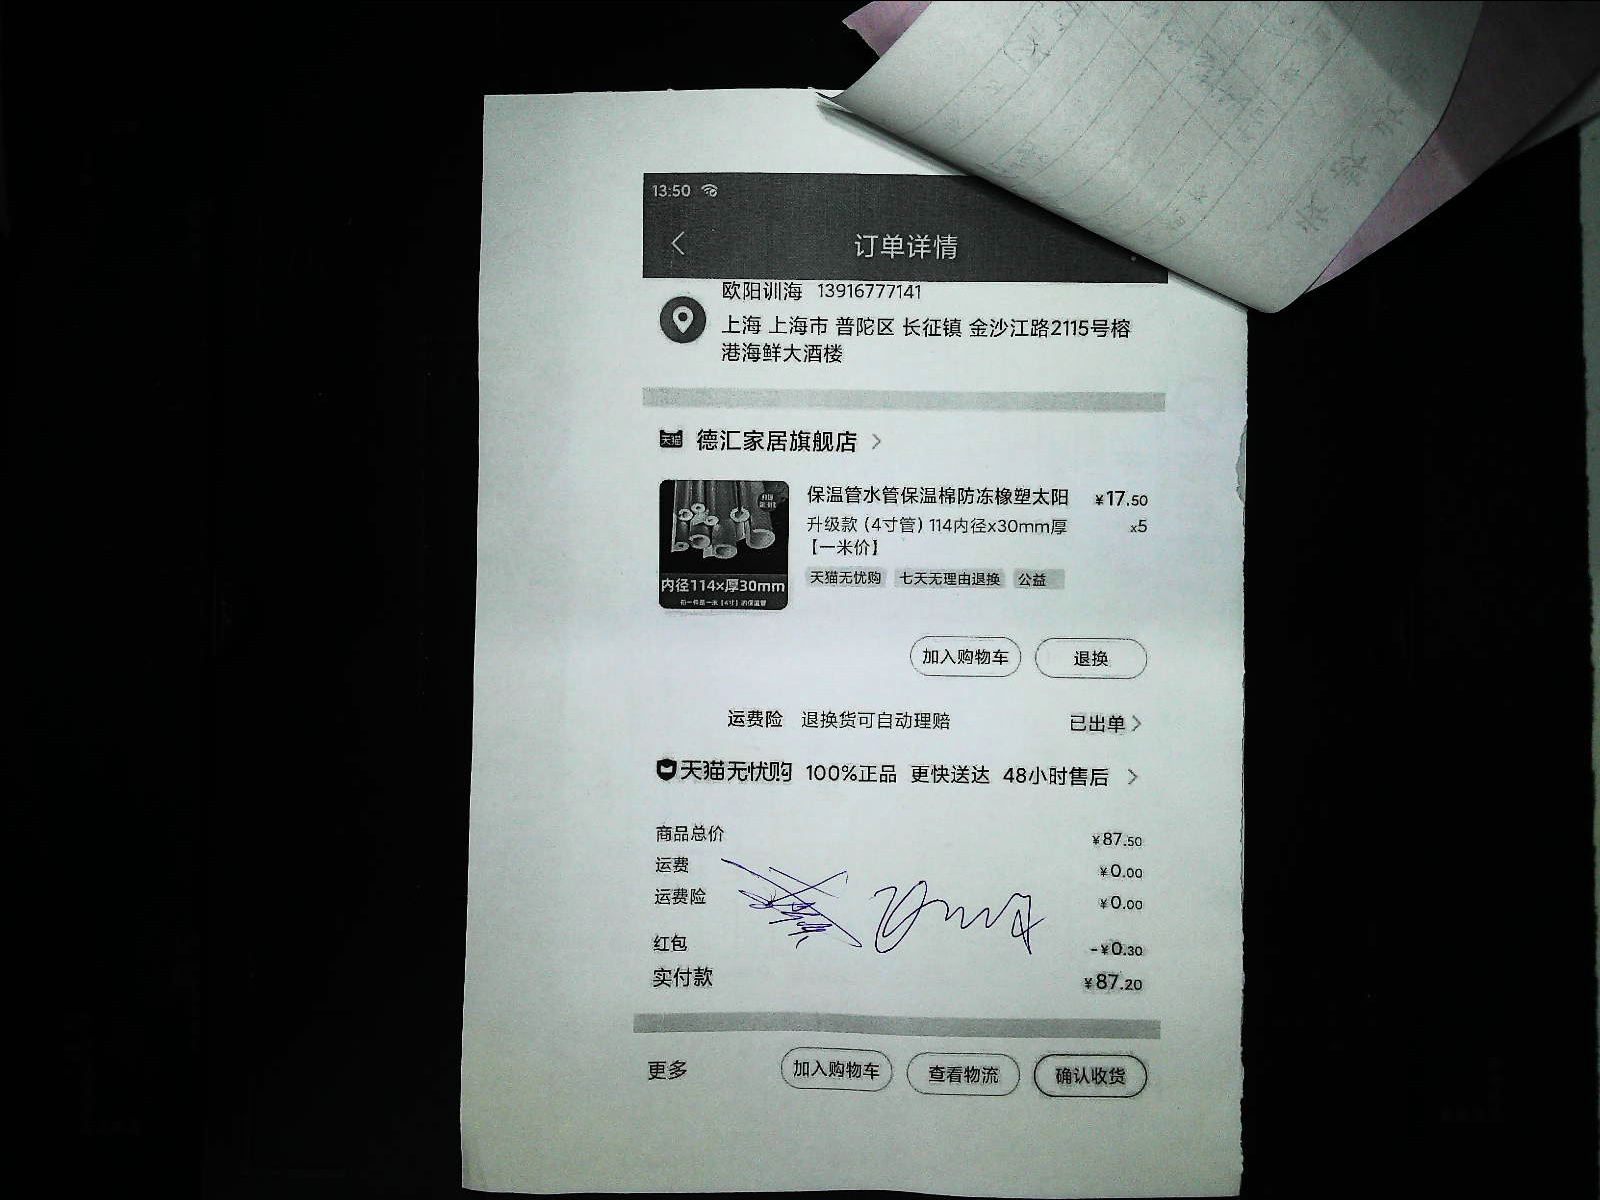 13:50
订单详情
欧阳训海 13916777141
上海 上海市 普陀区 长征镇 金沙江路2115号榕
港海鲜大酒楼
天猫 德汇家居旗舰店
保温管水管保温棉防冻橡塑太阳 ¥17.50
升级款 (4寸管) 114内径x30mm厚 x5
【一米价】
天猫无忧购 七天无理由退换 公益
内径114×厚30mm
加入购物车 退换
运费险 退换货可自动理赔 已出单
天猫无忧购 100%正品 更快送达 48小时售后
商品总价 ¥87.50
运费 ¥0.00
运费险 ¥0.00
红包 -¥0.30
实付款 ¥87.20
更多 加入购物车 查看物流 确认收货